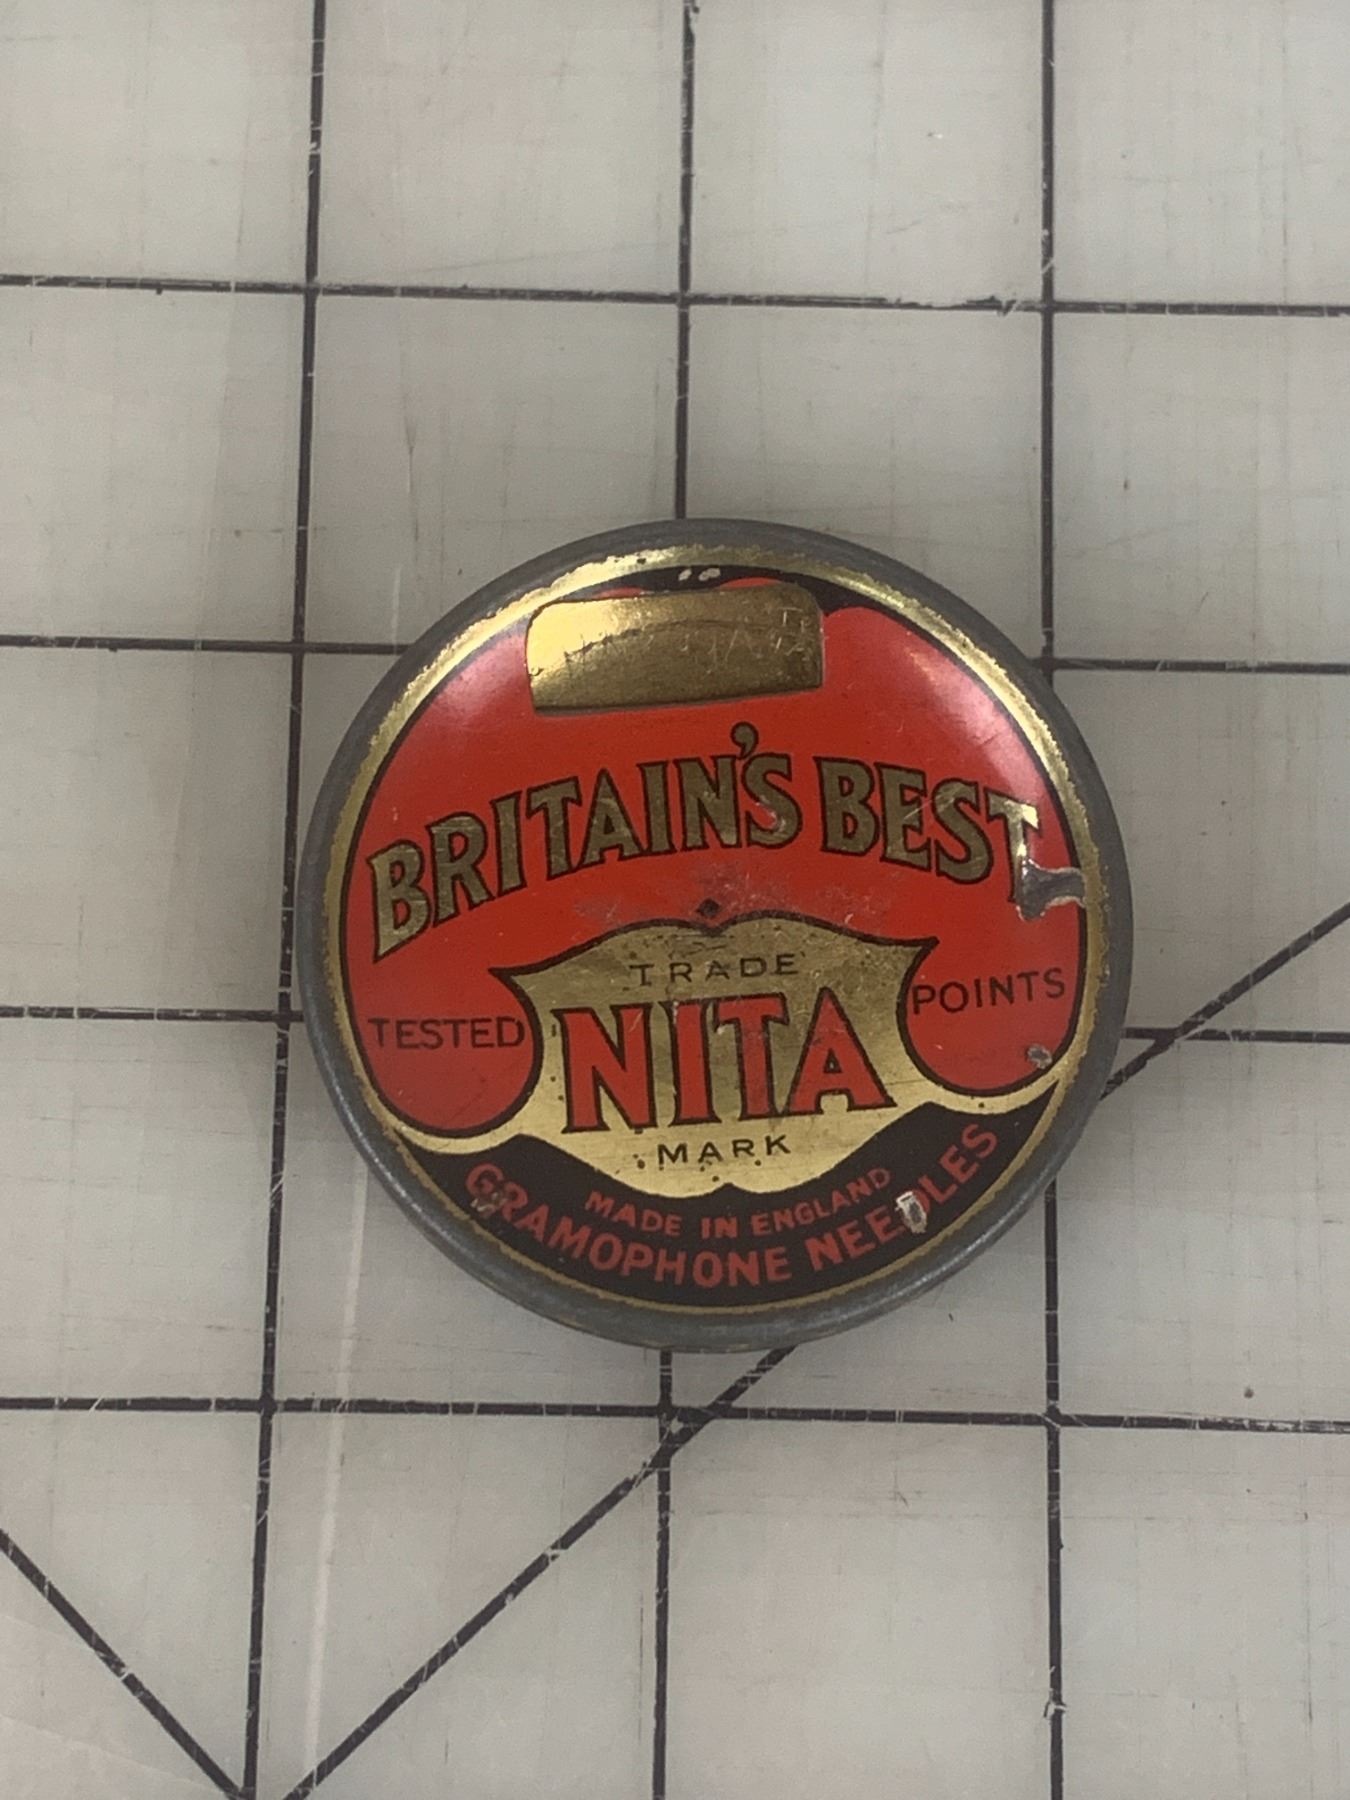 BRITAIN'S BEST
TRADE
TESTED NITA POINTS
MARK
MADE IN ENGLAND
GRAMOPHONE NEEDLES